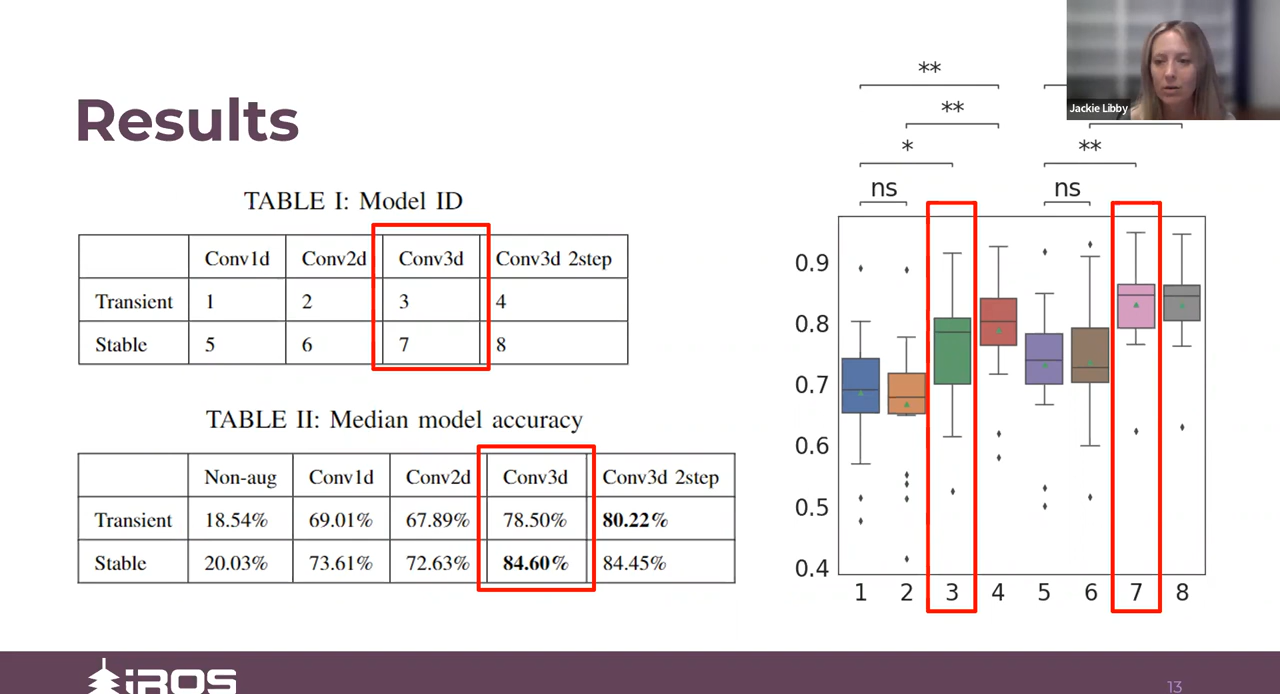 Results
TABLE I: Model ID
Conv1d Conv2d Conv3d Conv3d 2step
Transient 1 2 3 4
Stable 5 6 7 8
TABLE II: Median model accuracy
Non-aug Conv1d Conv2d Conv3d Conv3d 2step
Transient 18.54% 69.01% 67.89% 78.50% 80.22%
Stable 20.03% 73.61% 72.63% 84.60% 84.45%
**
**
* **
ns ns
0.9
0.8
0.7
0.6
0.5
0.4
1 2 3 4 5 6 7 8
Jackie Libby
iROS
13